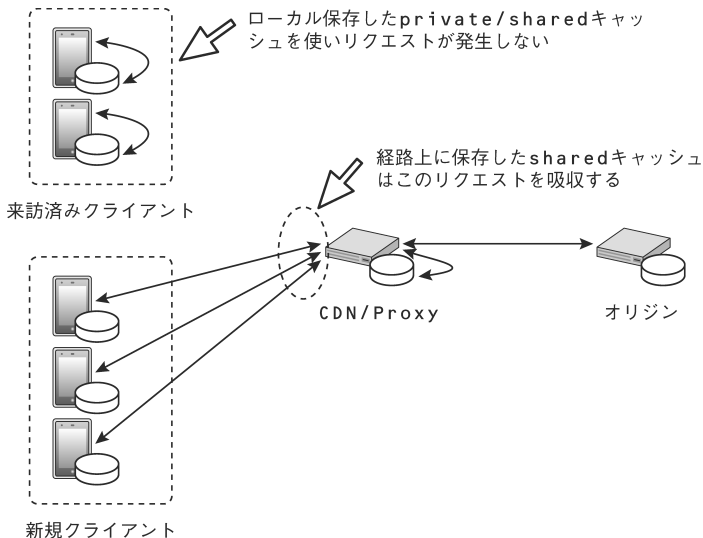 ローカル保存したprivate/sharedキャッ
シュを使いリクエストが発生しない
経路上に保存したsharedキャッシュ
はこのリクエストを吸収する
来訪済みクライアント
CDN/Proxy
オリジン
新規クライアント